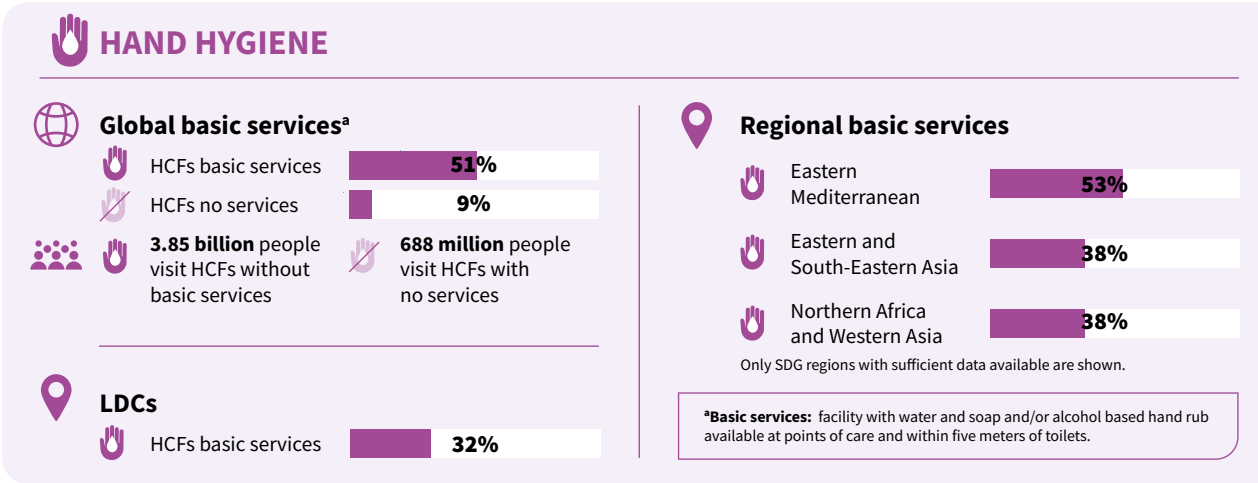 HAND HYGIENE
Global basic servicesᵃ
HCFs basic services 51%
HCFs no services 9%
3.85 billion people
visit HCFs without
basic services
688 million people
visit HCFs with
no services
LDCs
HCFs basic services 32%
Regional basic services
Eastern
Mediterranean
53%
Eastern and
South-Eastern Asia
38%
Northern Africa
and Western Asia
38%
Only SDG regions with sufficient data available are shown.
ᵃBasic services: facility with water and soap and/or alcohol based hand rub
available at points of care and within five meters of toilets.